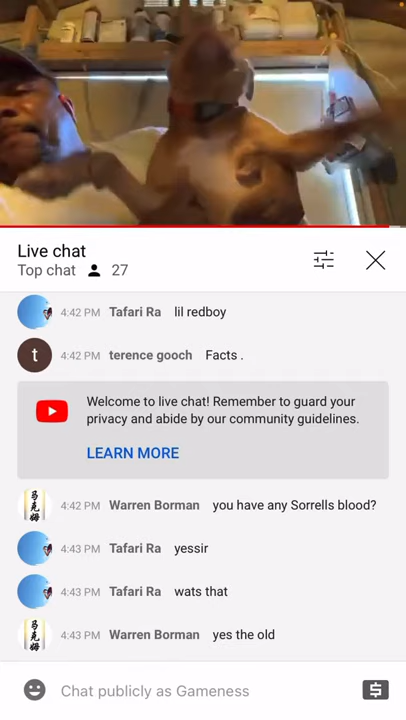 Live chat
Top chat 27
4:42 PM Tafari Ra lil redboy
t 4:42 PM terence gooch Facts .
Welcome to live chat! Remember to guard your
privacy and abide by our community guidelines.
LEARN MORE
4:42 PM Warren Borman you have any Sorrells blood?
4:43 PM Tafari Ra yessir
4:43 PM Tafari Ra wats that
4:43 PM Warren Borman yes the old
Chat publicly as Gameness
$